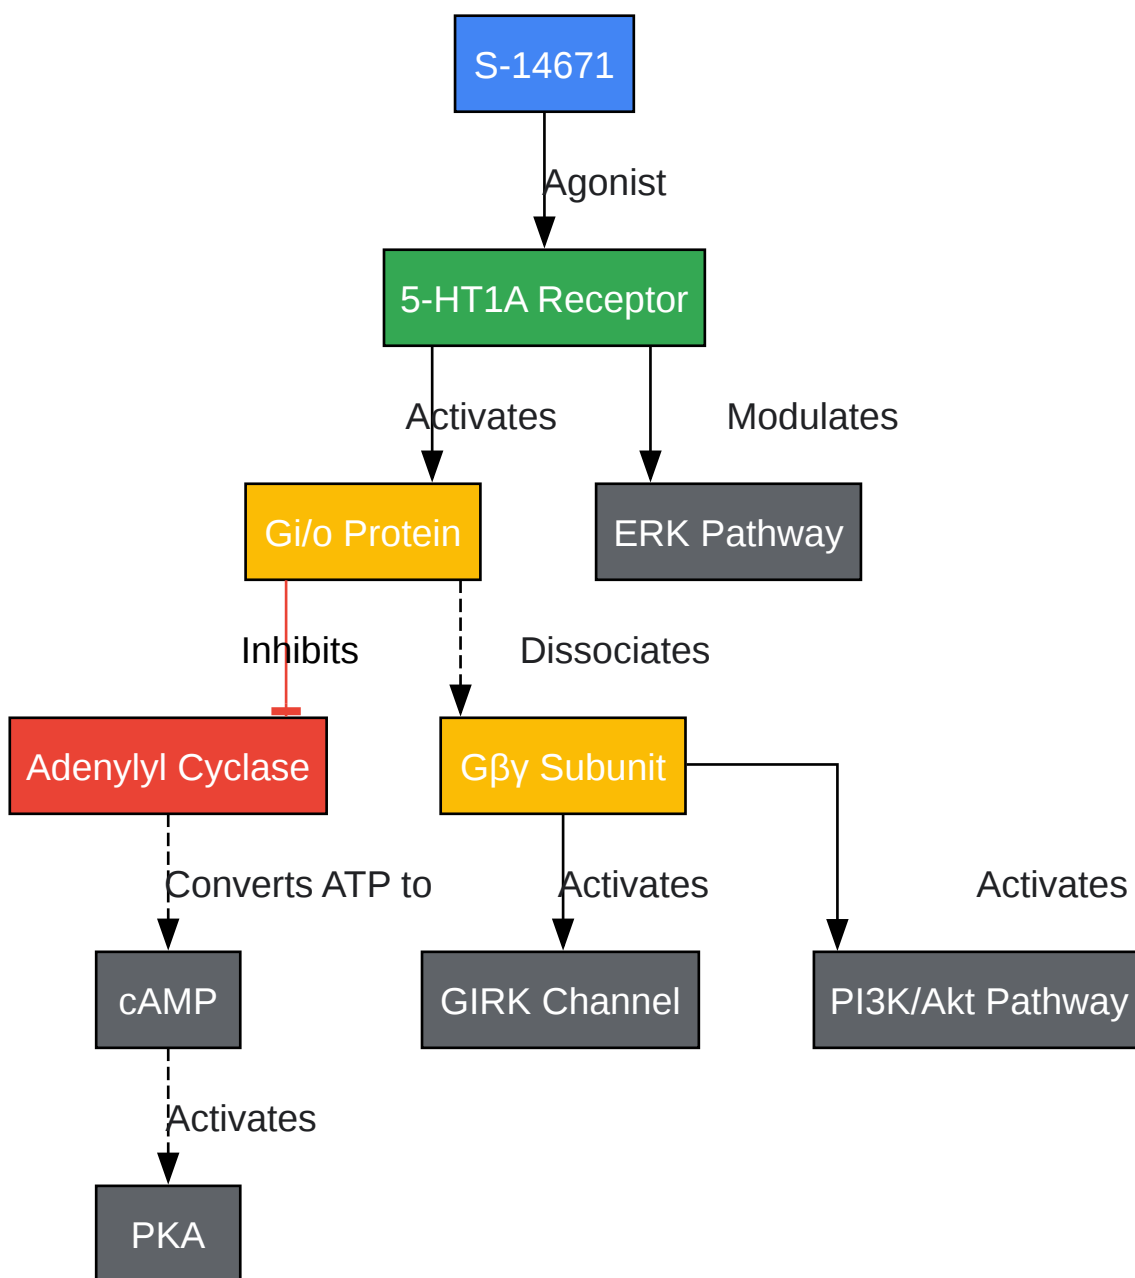 S-14671
Agonist
5-HT1A Receptor
Activates
Modulates
Gi/o Protein
ERK Pathway
Inhibits
Dissociates
Adenylyl Cyclase
Gβγ Subunit
Converts ATP to
Activates
Activates
cAMP
GIRK Channel
PI3K/Akt Pathway
Activates
PKA